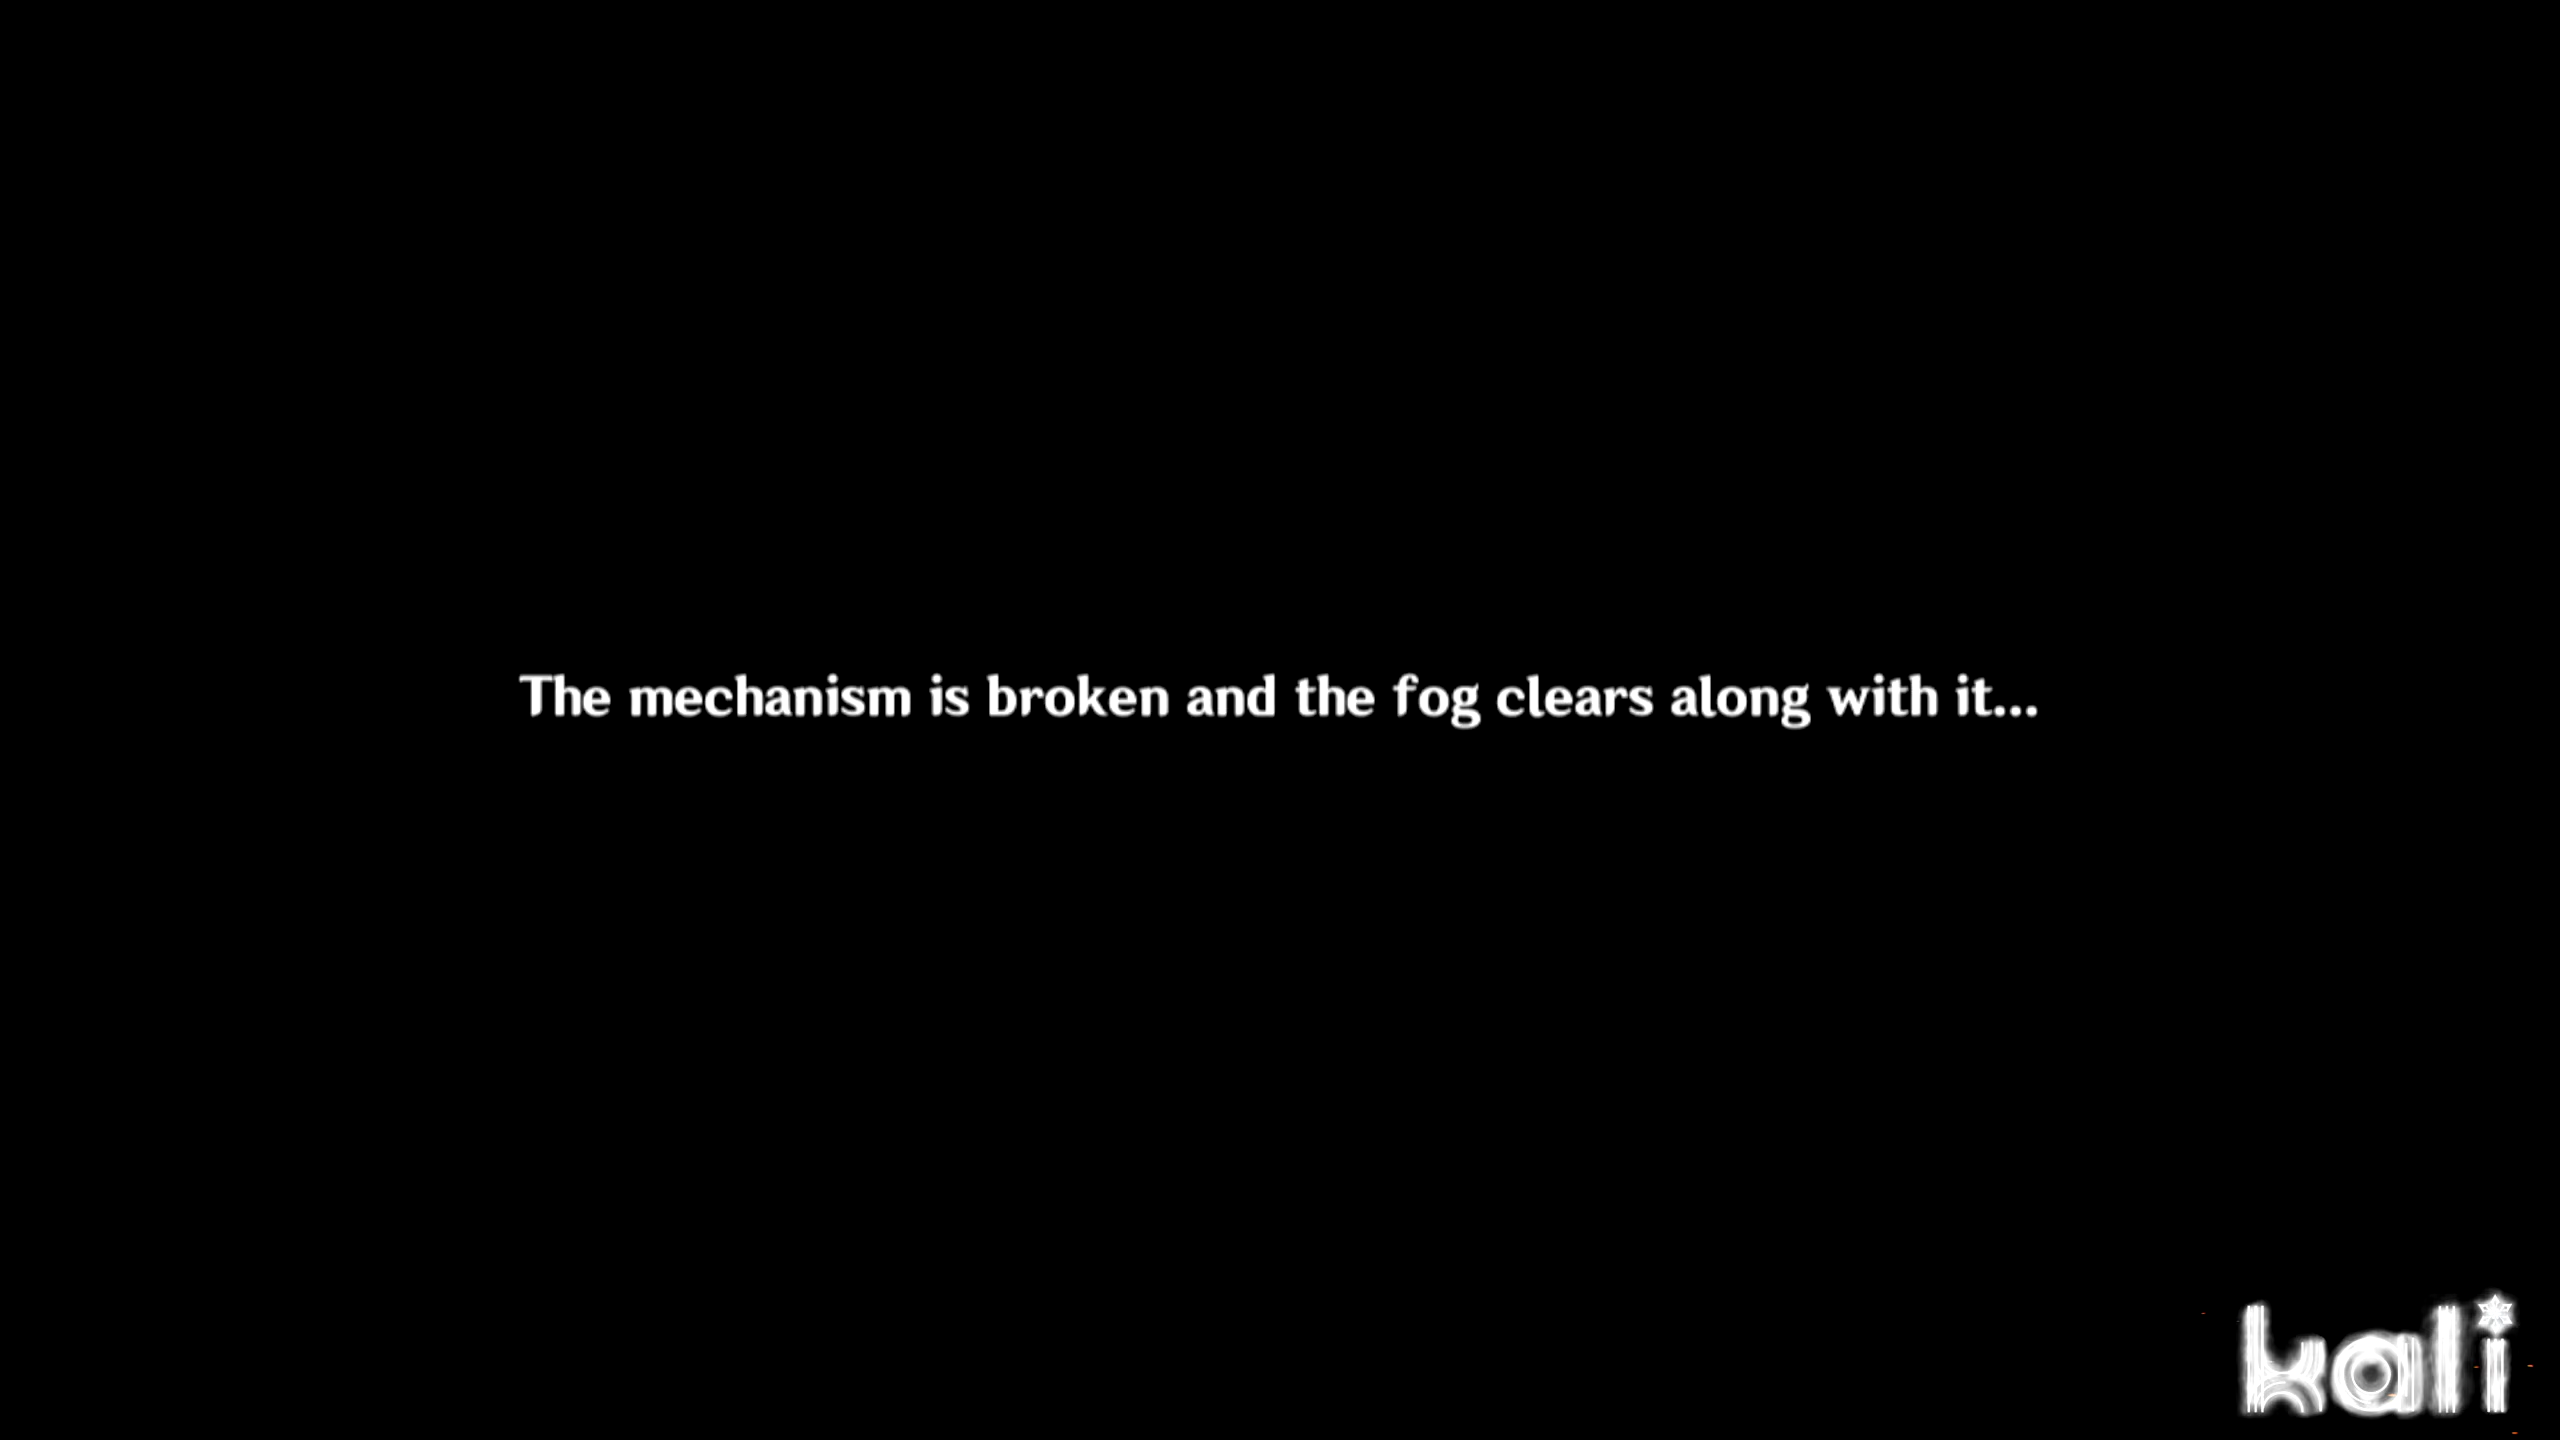 The mechanism is broken and the fog clears along with it...
kali